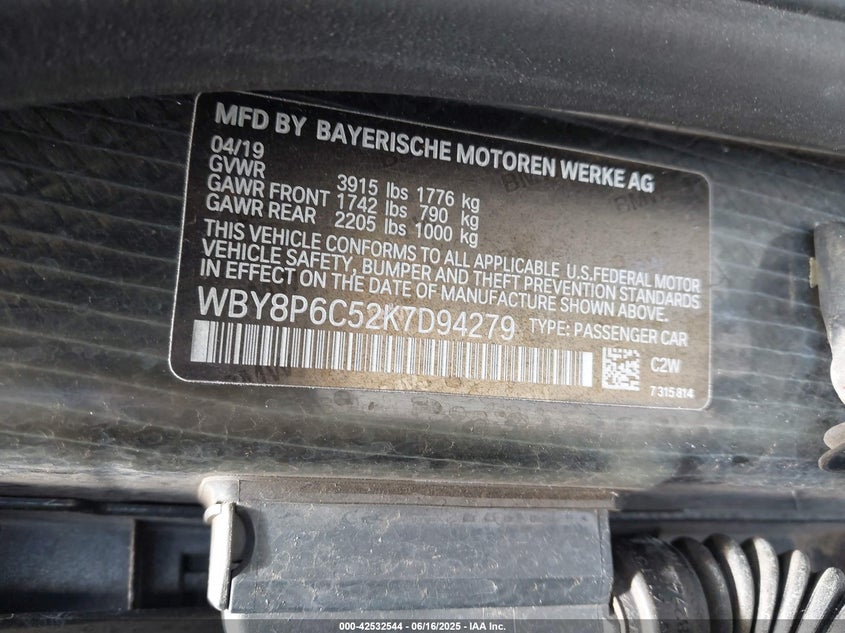 MFD BY BAYERISCHE MOTOREN WERKE AG
04/19
GVWR 3915 lbs 1776 kg
GAWR FRONT 1742 lbs 790 kg
GAWR REAR 2205 lbs 1000 kg
THIS VEHICLE CONFORMS TO ALL APPLICABLE U.S.FEDERAL MOTOR
VEHICLE SAFETY, BUMPER AND THEFT PREVENTION STANDARDS
IN EFFECT ON THE DATE OF MANUFACTURE SHOWN ABOVE.
WBY8P6C52K7D94279 TYPE: PASSENGER CAR
C2W
7 315 814
000-42532544 - 06/16/2025 - IAA Inc.